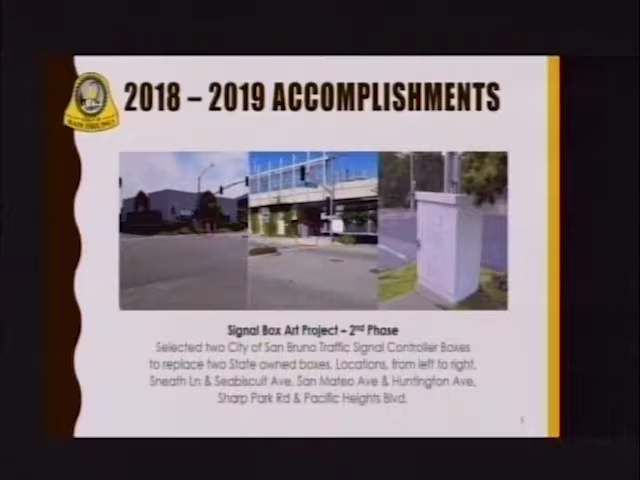 2018 – 2019 ACCOMPLISHMENTS
SAN BRUNO
Signal Box Art Project – 2nd Phase
Selected two City of San Bruno Traffic Signal Controller Boxes
to replace two State owned boxes. Locations, from left to right,
Sneath Ln & Seabiscuit Ave, San Mateo Ave & Huntington Ave,
Sharp Park Rd & Pacific Heights Blvd.